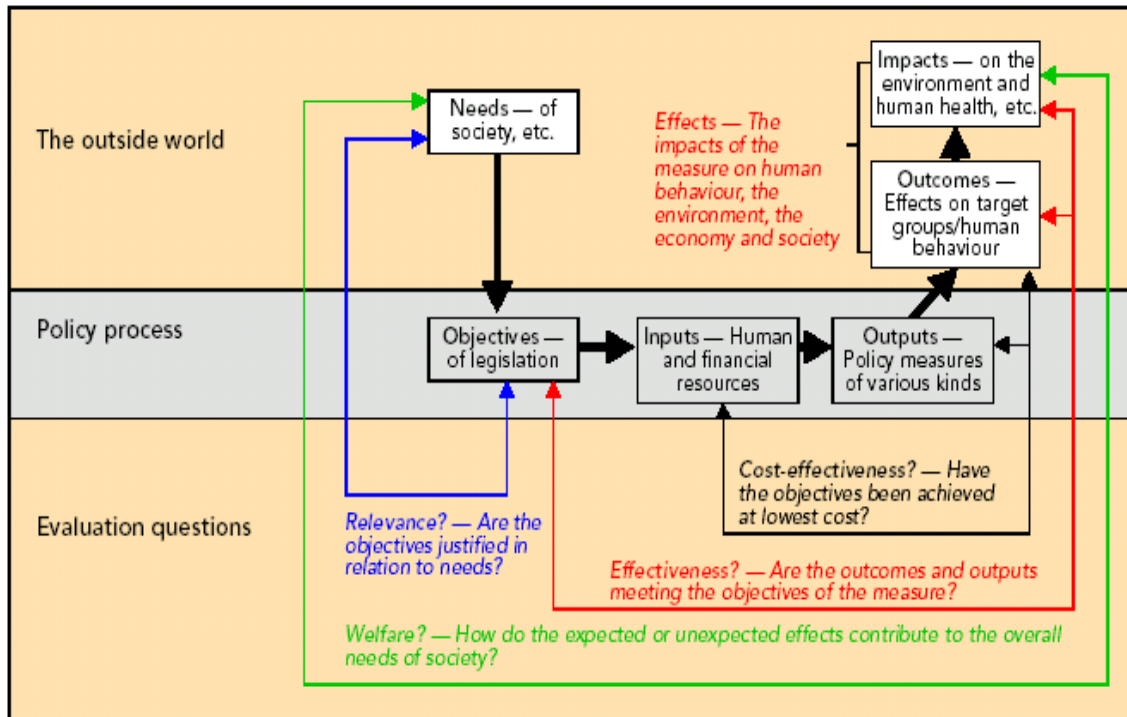 The outside world
Needs — of
society, etc.
Effects — The
impacts of the
measure on human
behaviour, the
environment, the
economy and society
Impacts — on the
environment and
human health, etc.
Outcomes —
Effects on target
groups/human
behaviour
Policy process
Objectives —
of legislation
Inputs — Human
and financial
resources
Outputs —
Policy measures
of various kinds
Evaluation questions
Cost-effectiveness? — Have
the objectives been achieved
at lowest cost?
Relevance? — Are the
objectives justified in
relation to needs?
Effectiveness? — Are the outcomes and outputs
meeting the objectives of the measure?
Welfare? — How do the expected or unexpected effects contribute to the overall
needs of society?